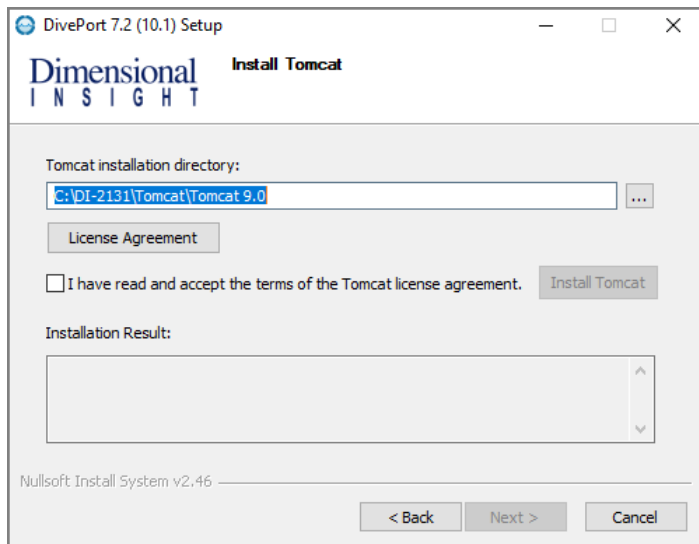 DivePort 7.2 (10.1) Setup
Dimensional
INSIGHT
Install Tomcat
Tomcat installation directory:
C:\DI-2131\Tomcat\Tomcat 9.0
...
License Agreement
I have read and accept the terms of the Tomcat license agreement.
Install Tomcat
Installation Result:
Nullsoft Install System v2.46
< Back
Next >
Cancel